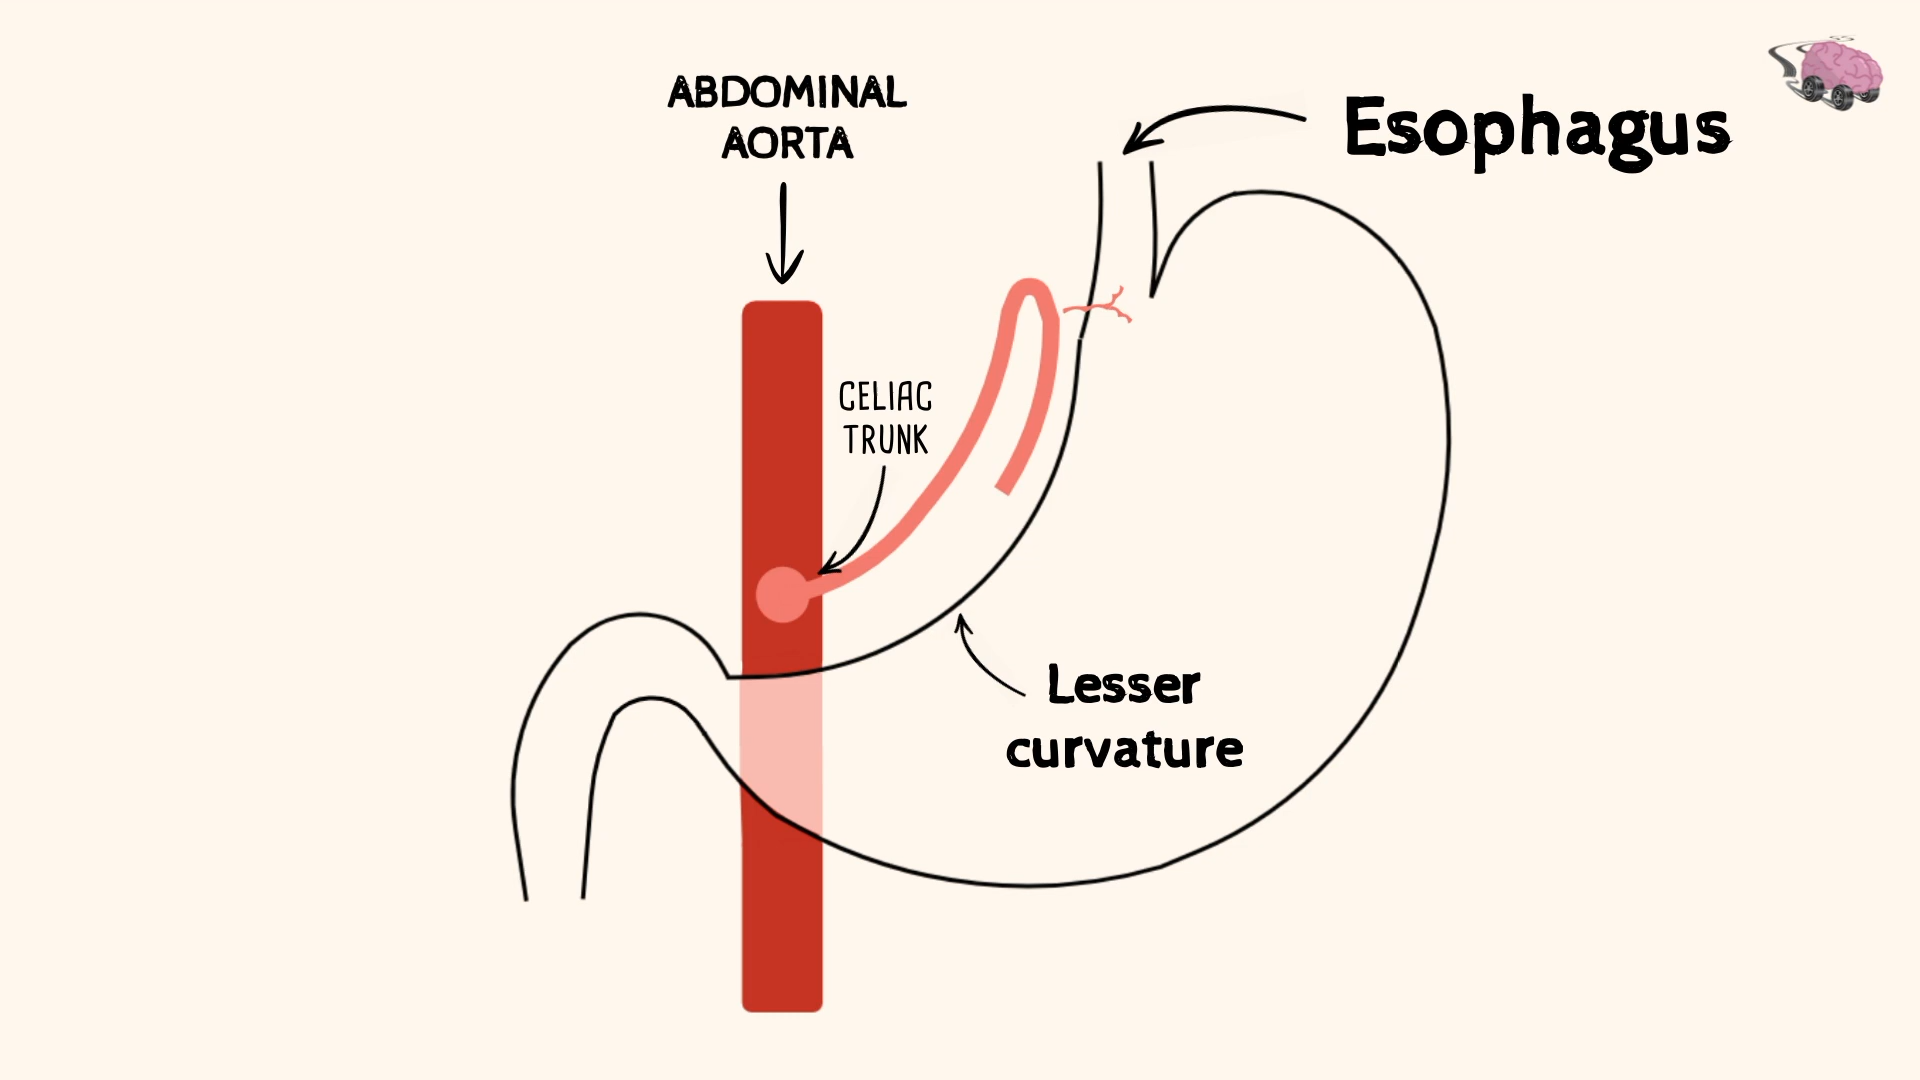 ABDOMINAL
AORTA
Esophagus
CELIAC
TRUNK
Lesser
curvature